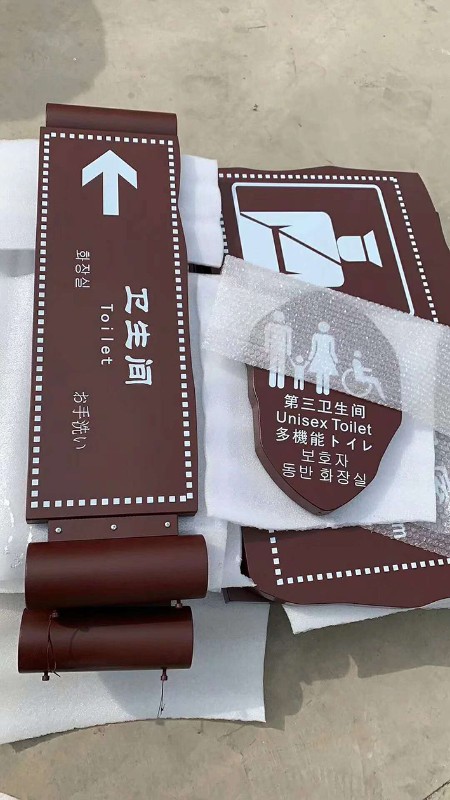 卫生间
Toilet
화장실
お手洗い
第三卫生间
Unisex Toilet
多機能トイレ
보호자
동반 화장실